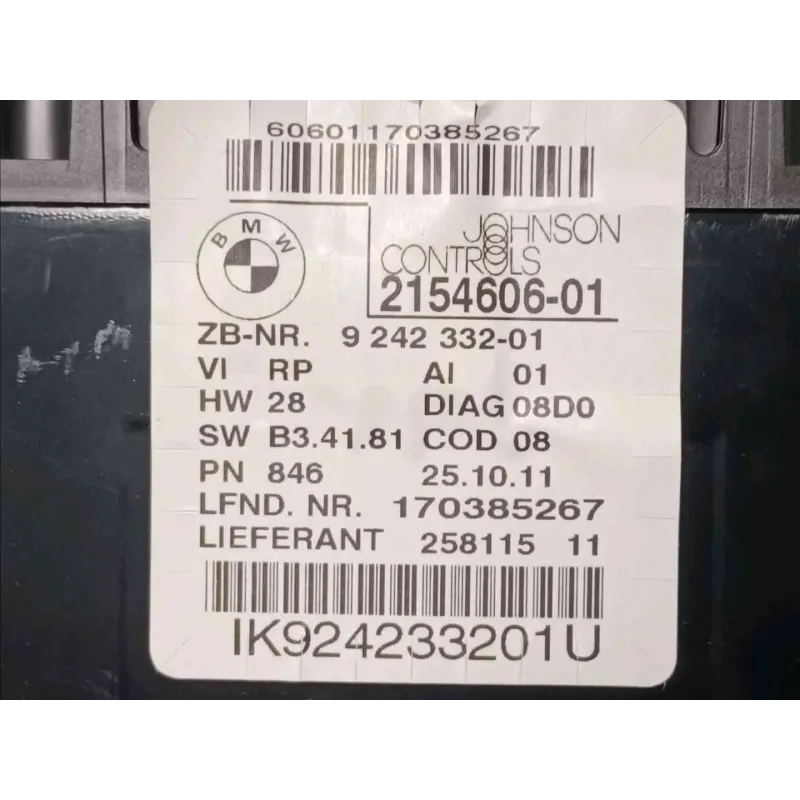 60601170385267
BMW
JOHNSON
CONTROLS
2154606-01
ZB-NR. 9 242 332-01
VI RP AI 01
HW 28 DIAG 08D0
SW B3.41.81 COD 08
PN 846 25.10.11
LFND. NR. 170385267
LIEFERANT 258115 11
IK924233201U